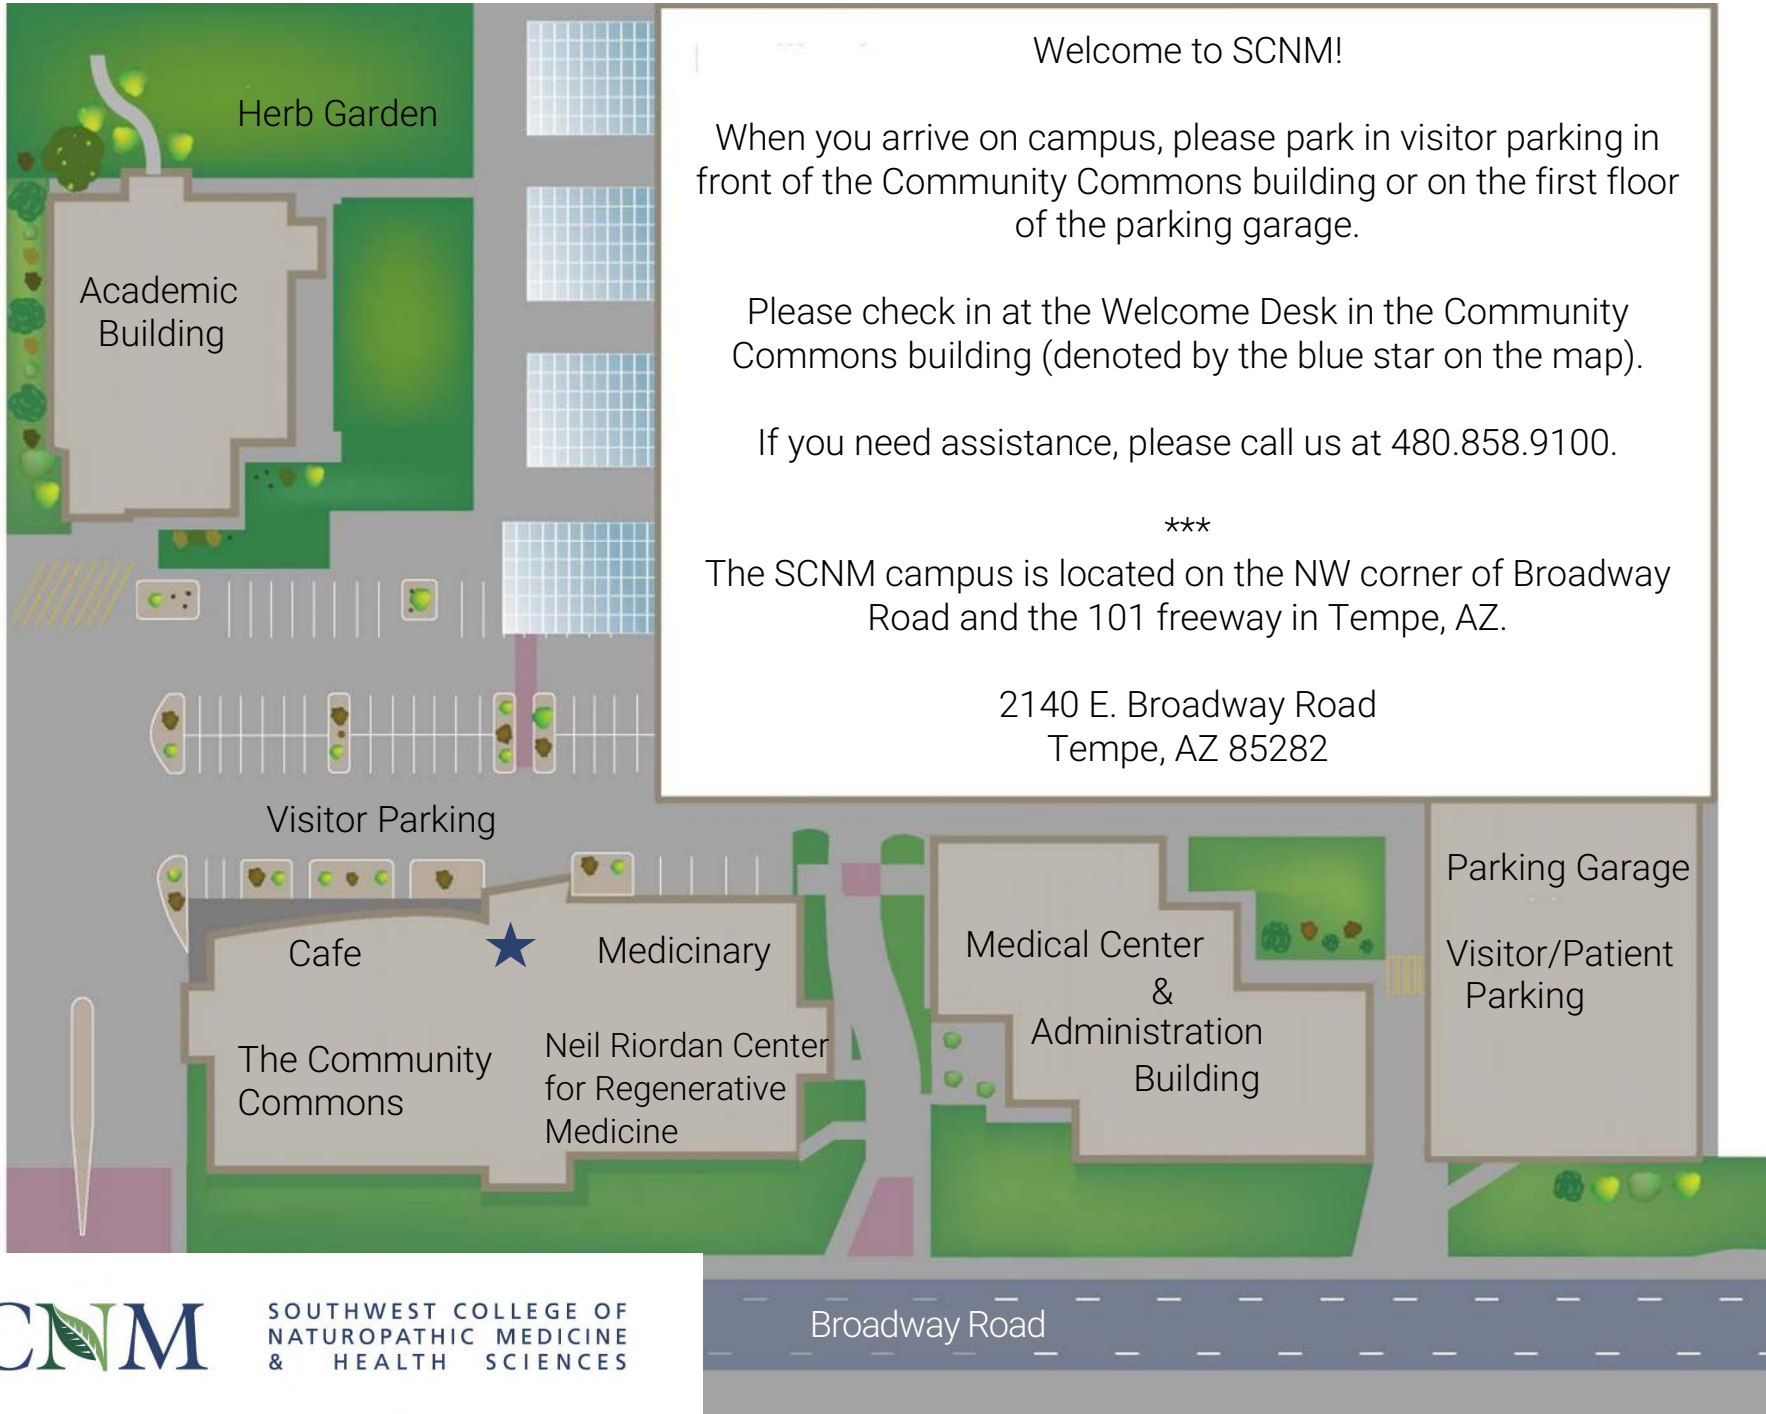 Welcome to SCNM!
When you arrive on campus, please park in visitor parking in
front of the Community Commons building or on the first floor
of the parking garage.
Please check in at the Welcome Desk in the Community
Commons building (denoted by the blue star on the map).
If you need assistance, please call us at 480.858.9100.
***
The SCNM campus is located on the NW corner of Broadway
Road and the 101 freeway in Tempe, AZ.
2140 E. Broadway Road
Tempe, AZ 85282
Herb Garden
Academic
Building
Visitor Parking
Cafe
Medicinary
The Community
Commons
Neil Riordan Center
for Regenerative
Medicine
Medical Center
&
Administration
Building
Parking Garage
Visitor/Patient
Parking
CNM
SOUTHWEST COLLEGE OF
NATUROPATHIC MEDICINE
& HEALTH SCIENCES
Broadway Road